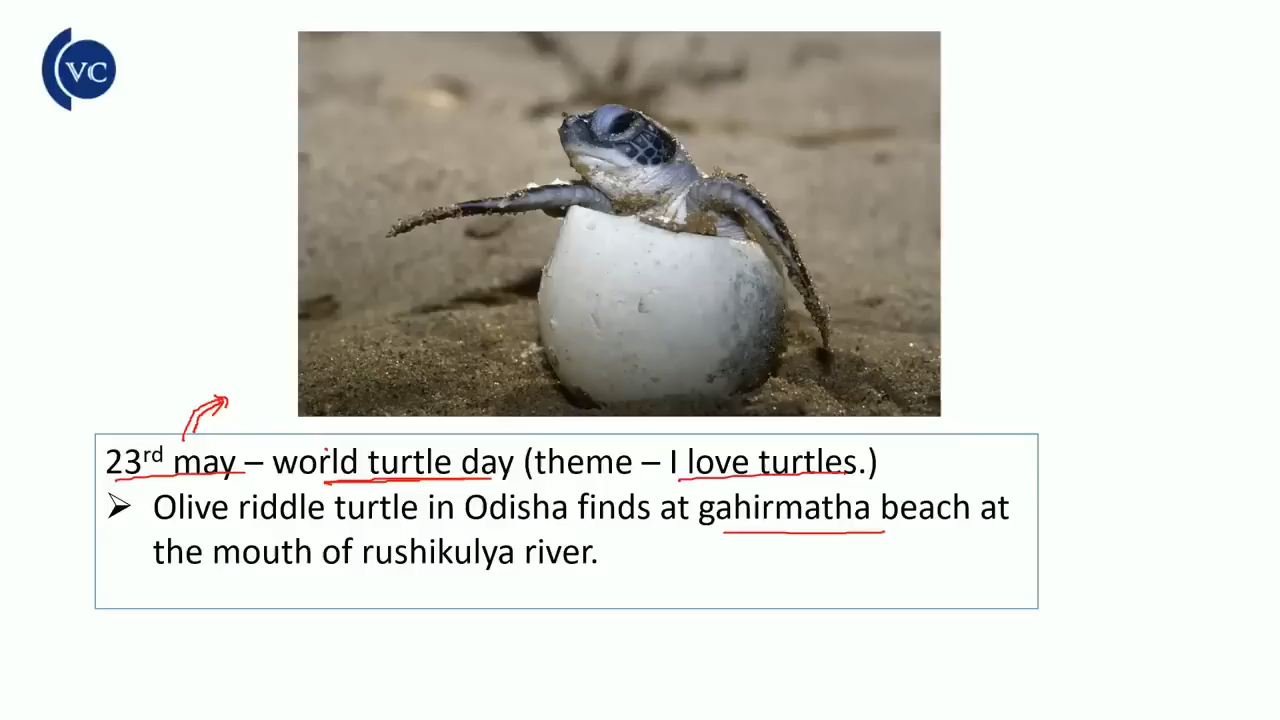 VC
23rd may – world turtle day (theme – I love turtles.)
➢ Olive riddle turtle in Odisha finds at gahirmatha beach at
the mouth of rushikulya river.